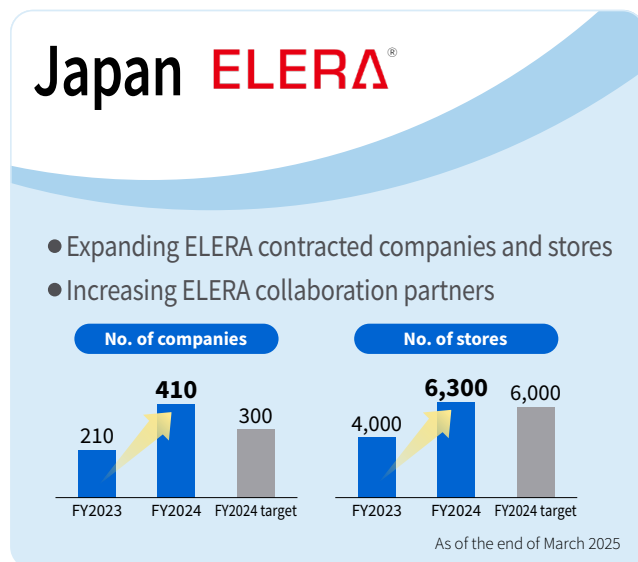 Japan ELERA®
● Expanding ELERA contracted companies and stores
● Increasing ELERA collaboration partners
No. of companies
210
410
300
FY2023
FY2024
FY2024 target
No. of stores
4,000
6,300
6,000
FY2023
FY2024
FY2024 target
As of the end of March 2025